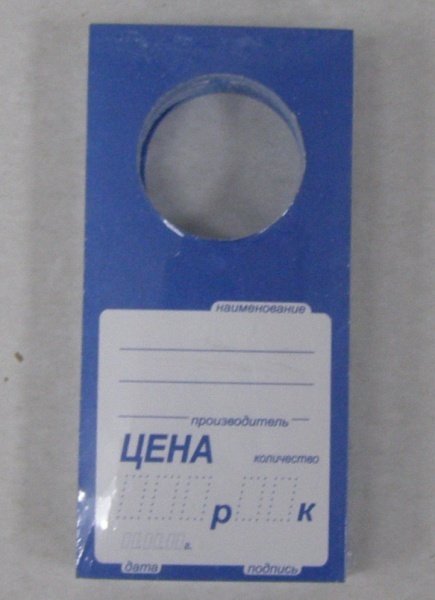 наименование
производитель
ЦЕНА количество
р к
г.
дата подпись